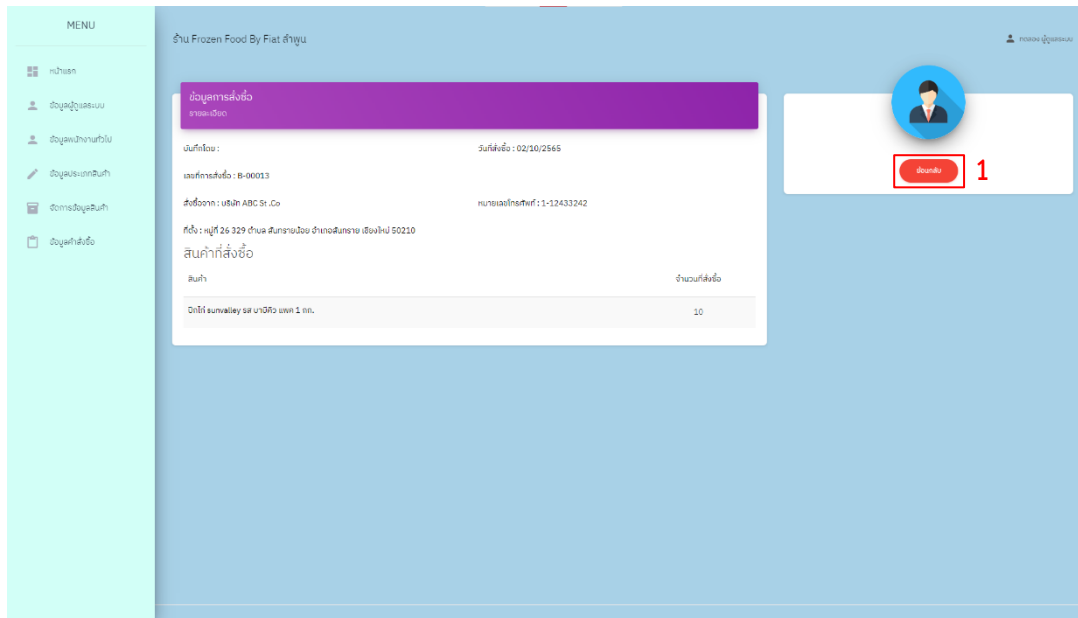 MENU
ร้าน Frozen Food By Fiat ลำพูน
ทดลอง ผู้ดูแลระบบ
หน้าแรก
ข้อมูลผู้ดูแลระบบ
ข้อมูลพนักงานทั่วไป
ข้อมูลประเภทสินค้า
จัดการข้อมูลสินค้า
ข้อมูลคำสั่งซื้อ
ข้อมูลการสั่งซื้อ
รายละเอียด
บันทึกโดย :
วันที่สั่งซื้อ : 02/10/2565
เลขที่การสั่งซื้อ : B-00013
สั่งซื้อจาก : บริษัท ABC St .Co
หมายเลขโทรศัพท์ : 1-12433242
ที่ตั้ง : หมู่ที่ 26 329 ตำบล สันทรายน้อย อำเภอสันทราย เชียงใหม่ 50210
สินค้าที่สั่งซื้อ
สินค้า
จำนวนที่สั่งซื้อ
ปีกไก่ sunvalley รส บาบีคิว แพค 1 กก.
10
ย้อนกลับ
1